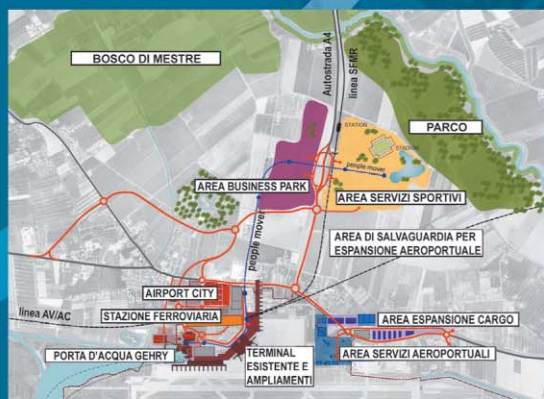 BOSCO DI MESTRE
Autostrada A4
linea SFMR
PARCO
STATION
STADIO
people mover
AREA BUSINESS PARK
AREA SERVIZI SPORTIVI
people mover
AREA DI SALVAGUARDIA PER
ESPANSIONE AEROPORTUALE
AIRPORT CITY
linea AV/AC
STAZIONE FERROVIARIA
AREA ESPANSIONE CARGO
PORTA D'ACQUA GEHRY
TERMINAL
ESISTENTE E
AMPLIAMENTI
AREA SERVIZI AEROPORTUALI